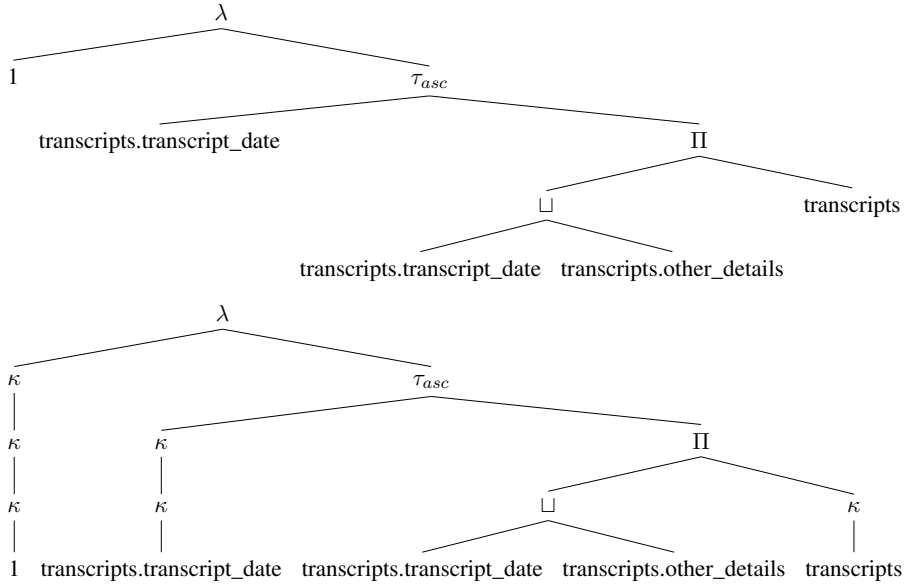 λ
1 τasc
transcripts.transcript_date Π
⊔ transcripts
transcripts.transcript_date transcripts.other_details
λ
κ τasc
κ κ Π
κ κ ⊔ κ
1 transcripts.transcript_date transcripts.transcript_date transcripts.other_details transcripts